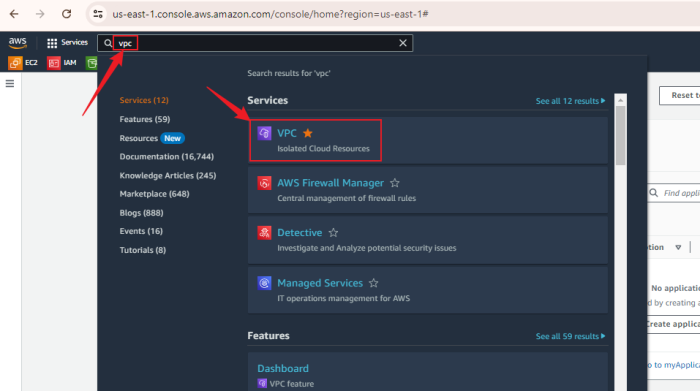 us-east-1.console.aws.amazon.com/console/home?region=us-east-1#
aws
Services
vpc
EC2
IAM
Search results for 'vpc'
Services (12)
Features (59)
Resources New
Documentation (16,744)
Knowledge Articles (245)
Marketplace (648)
Blogs (888)
Events (16)
Tutorials (8)
Services
See all 12 results
VPC
Isolated Cloud Resources
AWS Firewall Manager
Central management of firewall rules
Detective
Investigate and Analyze potential security issues
Managed Services
IT operations management for AWS
Features
See all 59 results
Dashboard
VPC feature
Reset to
Find appli
tion
No applicatio
d by creating a
Create applica
o to myApplica